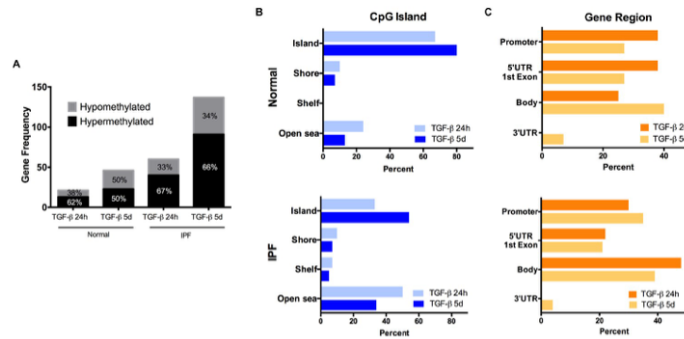 A
Gene Frequency
150
100
50
0
Hypomethylated
Hypermethylated
38%
62%
50%
50%
33%
67%
34%
66%
TGF-β 24h
TGF-β 5d
TGF-β 24h
TGF-β 5d
Normal
IPF
B
CpG Island
Normal
Island
Shore
Shelf
Open sea
TGF-β 24h
TGF-β 5d
0
20
40
60
80
Percent
IPF
Island
Shore
Shelf
Open sea
TGF-β 24h
TGF-β 5d
0
20
40
60
80
Percent
C
Gene Region
Promoter
5'UTR
1st Exon
Body
3'UTR
TGF-β 2
TGF-β 5
0
20
40
Percent
Promoter
5'UTR
1st Exon
Body
3'UTR
TGF-β 24h
TGF-β 5d
0
20
40
Percent